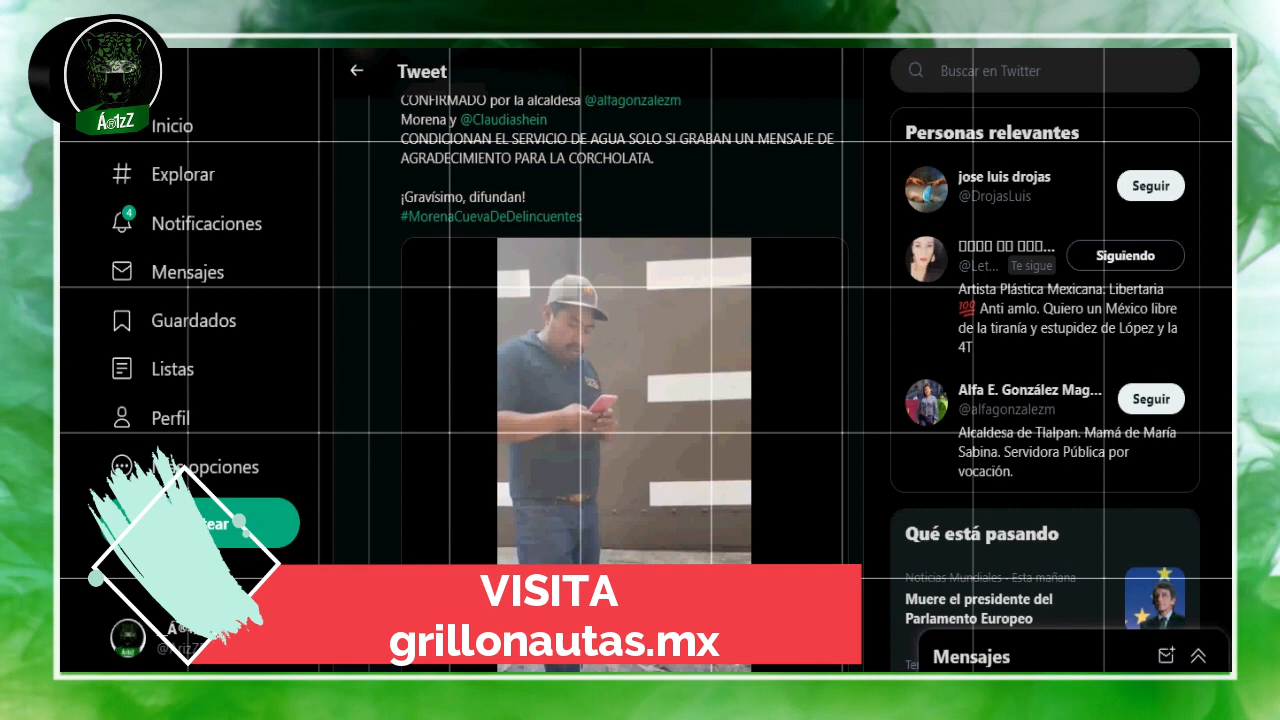 Á®IzZ
Inicio
Explorar
4
Notificaciones
Mensajes
Guardados
Listas
Perfil
opciones
Tweet
CONFIRMADO por la alcaldesa @alfagonzalezm
Morena y @Claudiashein
CONDICIONAN EL SERVICIO DE AGUA SOLO SI GRABAN UN MENSAJE DE
AGRADECIMIENTO PARA LA CORCHOLATA.
¡Gravísimo, difundan!
#MorenaCuevaDeDelincuentes
VISITA
grillonautas.mx
Buscar en Twitter
Personas relevantes
jose luis drojas
@DrojasLuis
Seguir
@Let... Te sigue
Siguiendo
Artista Plástica Mexicana. Libertaria
💯 Anti amlo. Quiero un México libre
de la tiranía y estupidez de López y la
4T
Alfa E. González Mag...
@alfagonzalezm
Seguir
Alcaldesa de Tlalpan. Mamá de María
Sabina. Servidora Pública por
vocación.
Qué está pasando
Noticias Mundiales · Esta mañana
Muere el presidente del
Parlamento Europeo
Mensajes